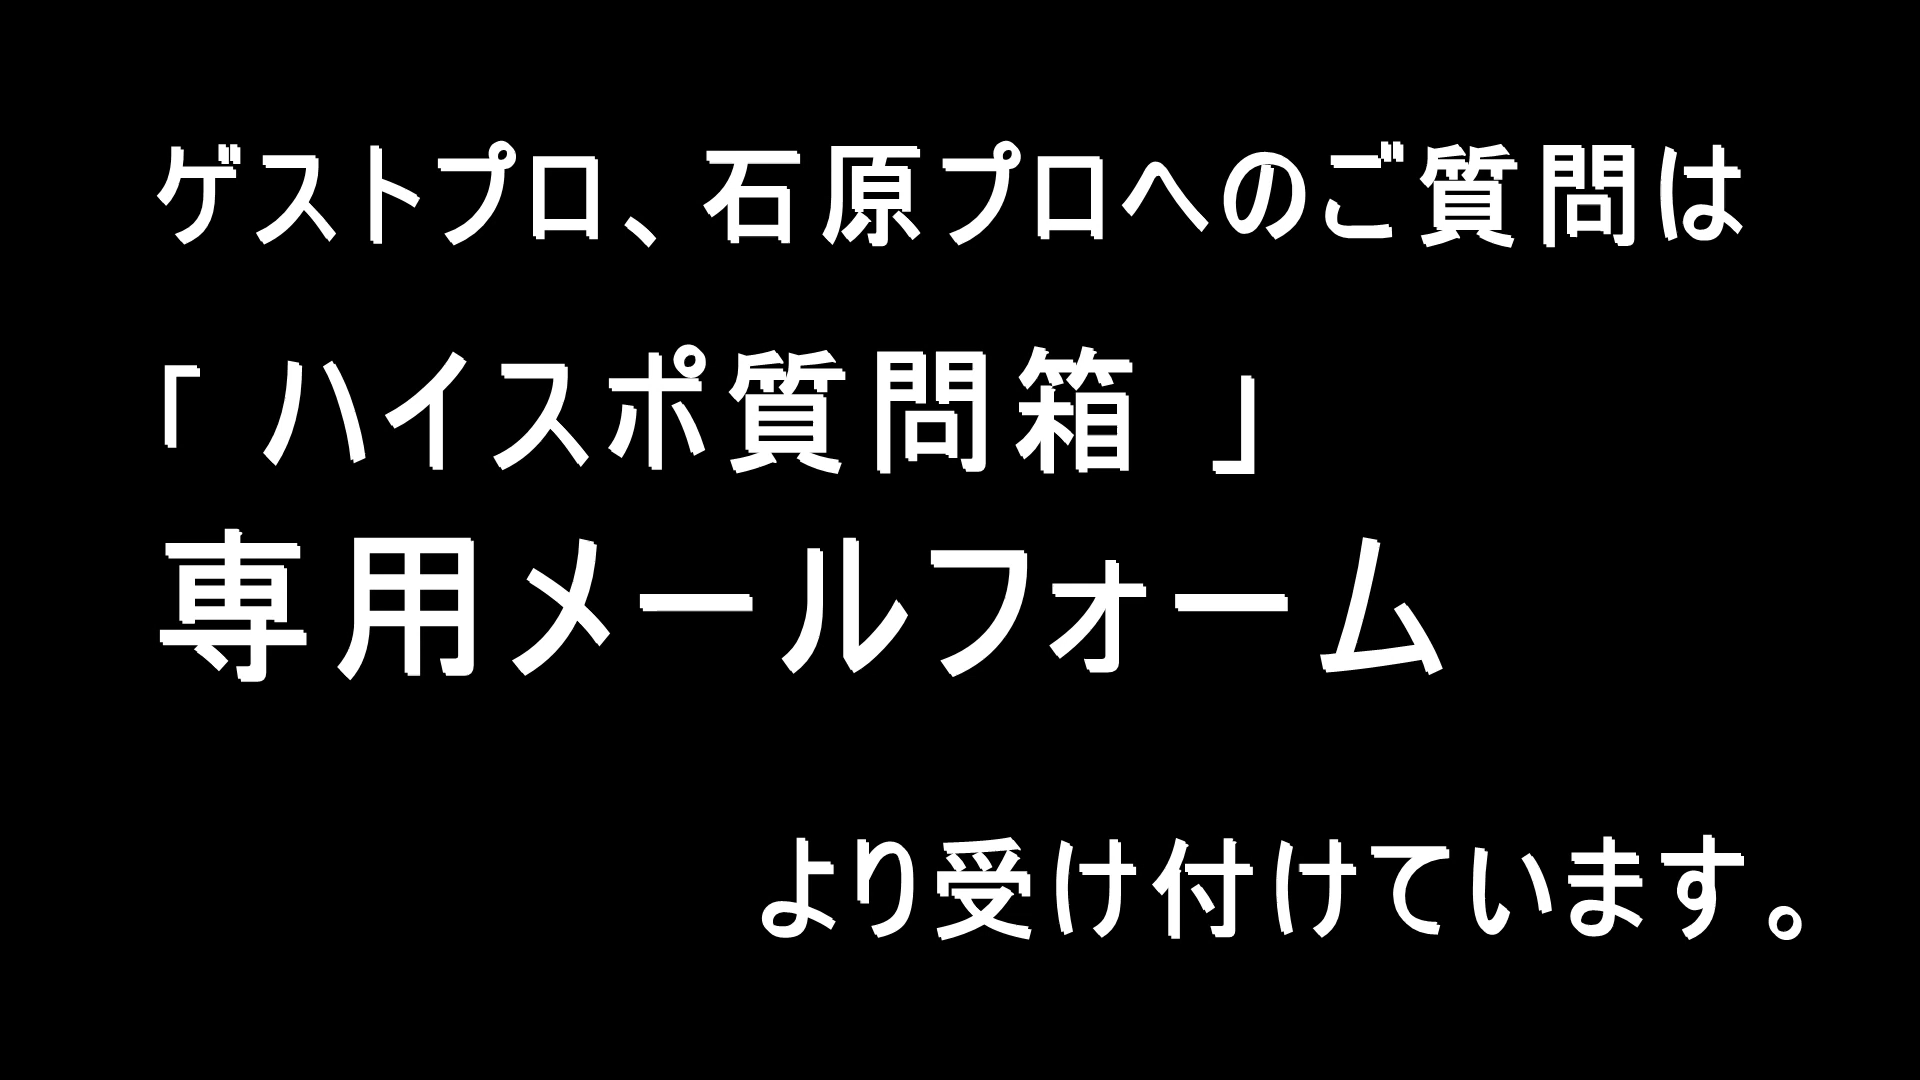 ゲストプロ、石原プロへのご質問は
「 ハイスポ質問箱 」
専用メールフォーム
より受け付けています。